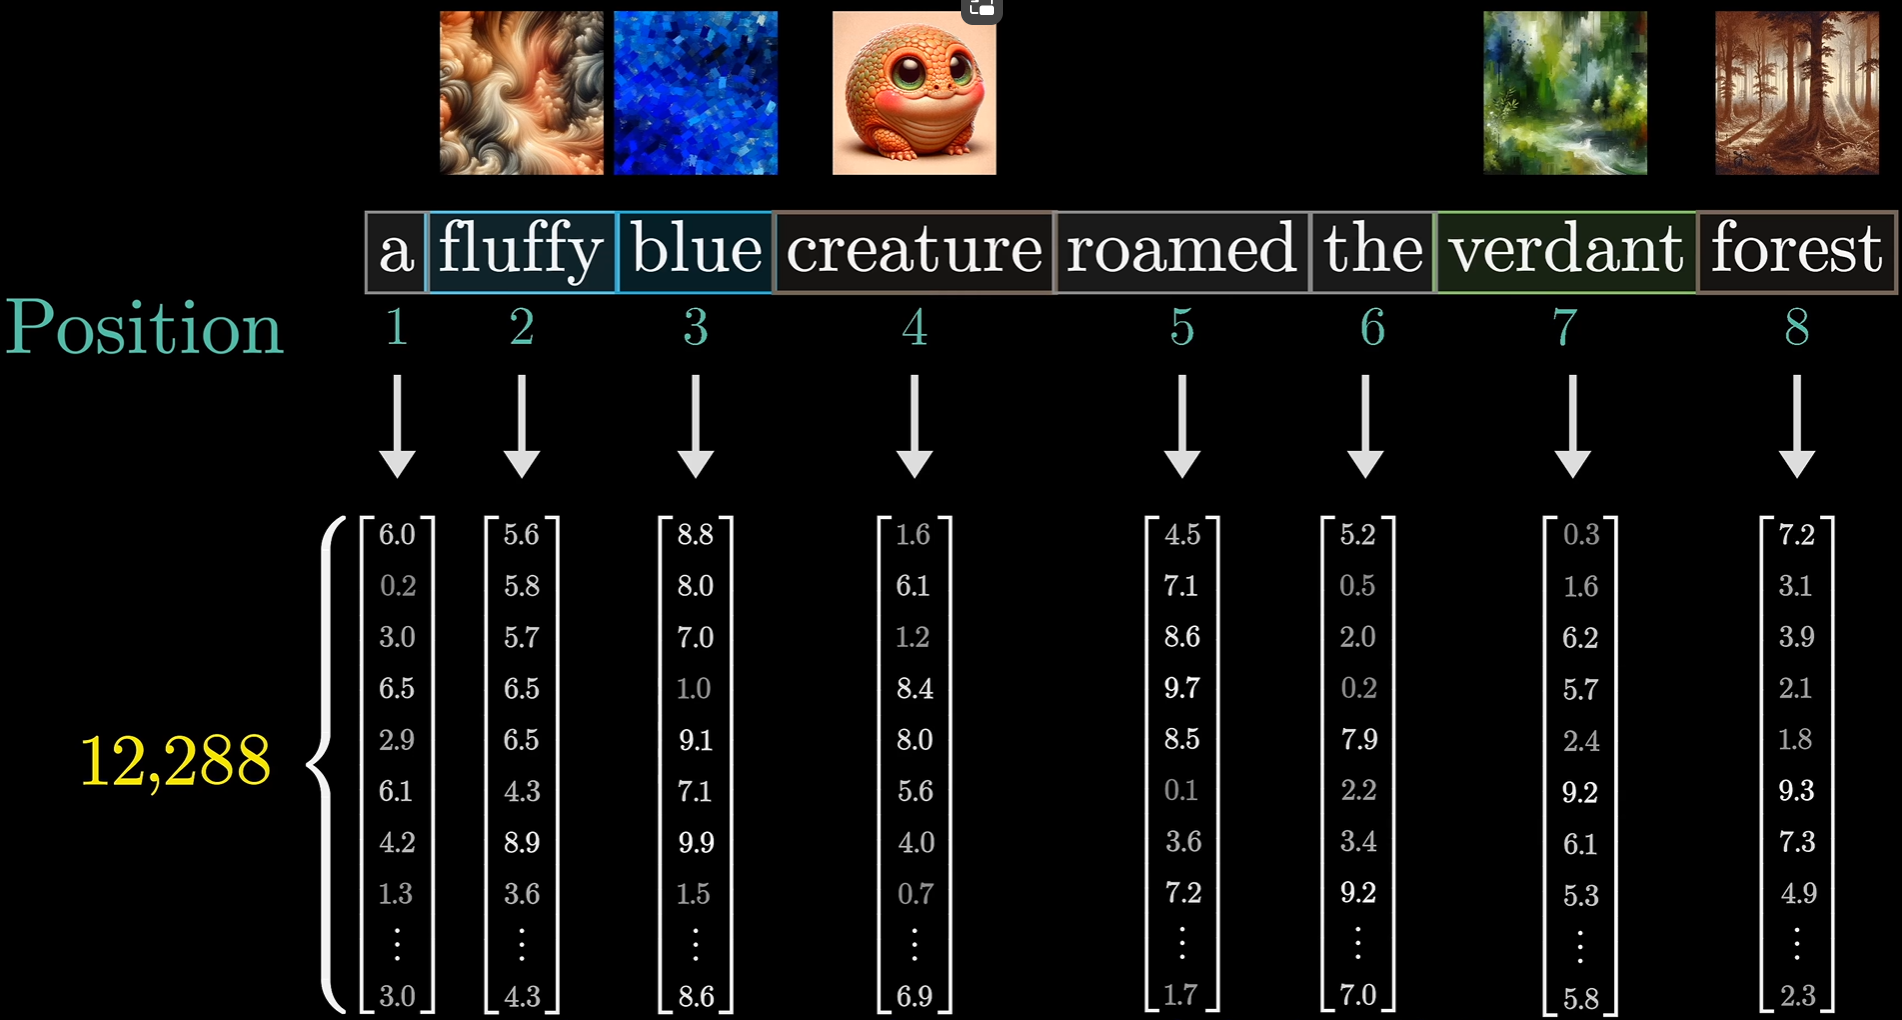 a fluffy blue creature roamed the verdant forest
Position 1 2 3 4 5 6 7 8
6.0 5.6 8.8 1.6 4.5 5.2 0.3 7.2
0.2 5.8 8.0 6.1 7.1 0.5 1.6 3.1
3.0 5.7 7.0 1.2 8.6 2.0 6.2 3.9
6.5 6.5 1.0 8.4 9.7 0.2 5.7 2.1
12,288 2.9 6.5 9.1 8.0 8.5 7.9 2.4 1.8
6.1 4.3 7.1 5.6 0.1 2.2 9.2 9.3
4.2 8.9 9.9 4.0 3.6 3.4 6.1 7.3
1.3 3.6 1.5 0.7 7.2 9.2 5.3 4.9
⋮ ⋮ ⋮ ⋮ ⋮ ⋮ ⋮ ⋮
3.0 4.3 8.6 6.9 1.7 7.0 5.8 2.3